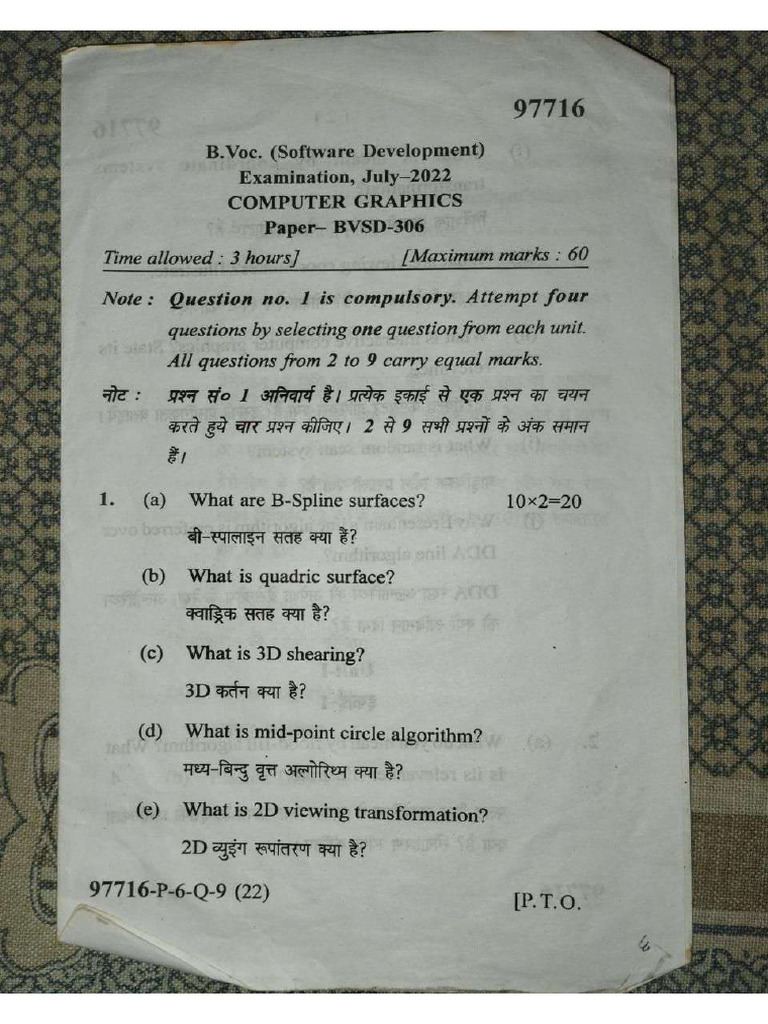 97716
B.Voc. (Software Development)
Examination, July–2022
COMPUTER GRAPHICS
Paper– BVSD-306
Time allowed : 3 hours] [Maximum marks : 60
Note : Question no. 1 is compulsory. Attempt four
questions by selecting one question from each unit.
All questions from 2 to 9 carry equal marks.
नोट : प्रश्न सं० 1 अनिवार्य है। प्रत्येक इकाई से एक प्रश्न का चयन
करते हुये चार प्रश्न कीजिए। 2 से 9 सभी प्रश्नों के अंक समान
हैं।
1. (a) What are B-Spline surfaces? 10×2=20
बी-स्पालाइन सतह क्या हैं?
(b) What is quadric surface?
क्वाड्रिक सतह क्या है?
(c) What is 3D shearing?
3D कर्तन क्या है?
(d) What is mid-point circle algorithm?
मध्य-बिन्दु वृत्त अल्गोरिथ्म क्या है?
(e) What is 2D viewing transformation?
2D व्युइंग रूपांतरण क्या है?
97716-P-6-Q-9 (22) [P.T.O.